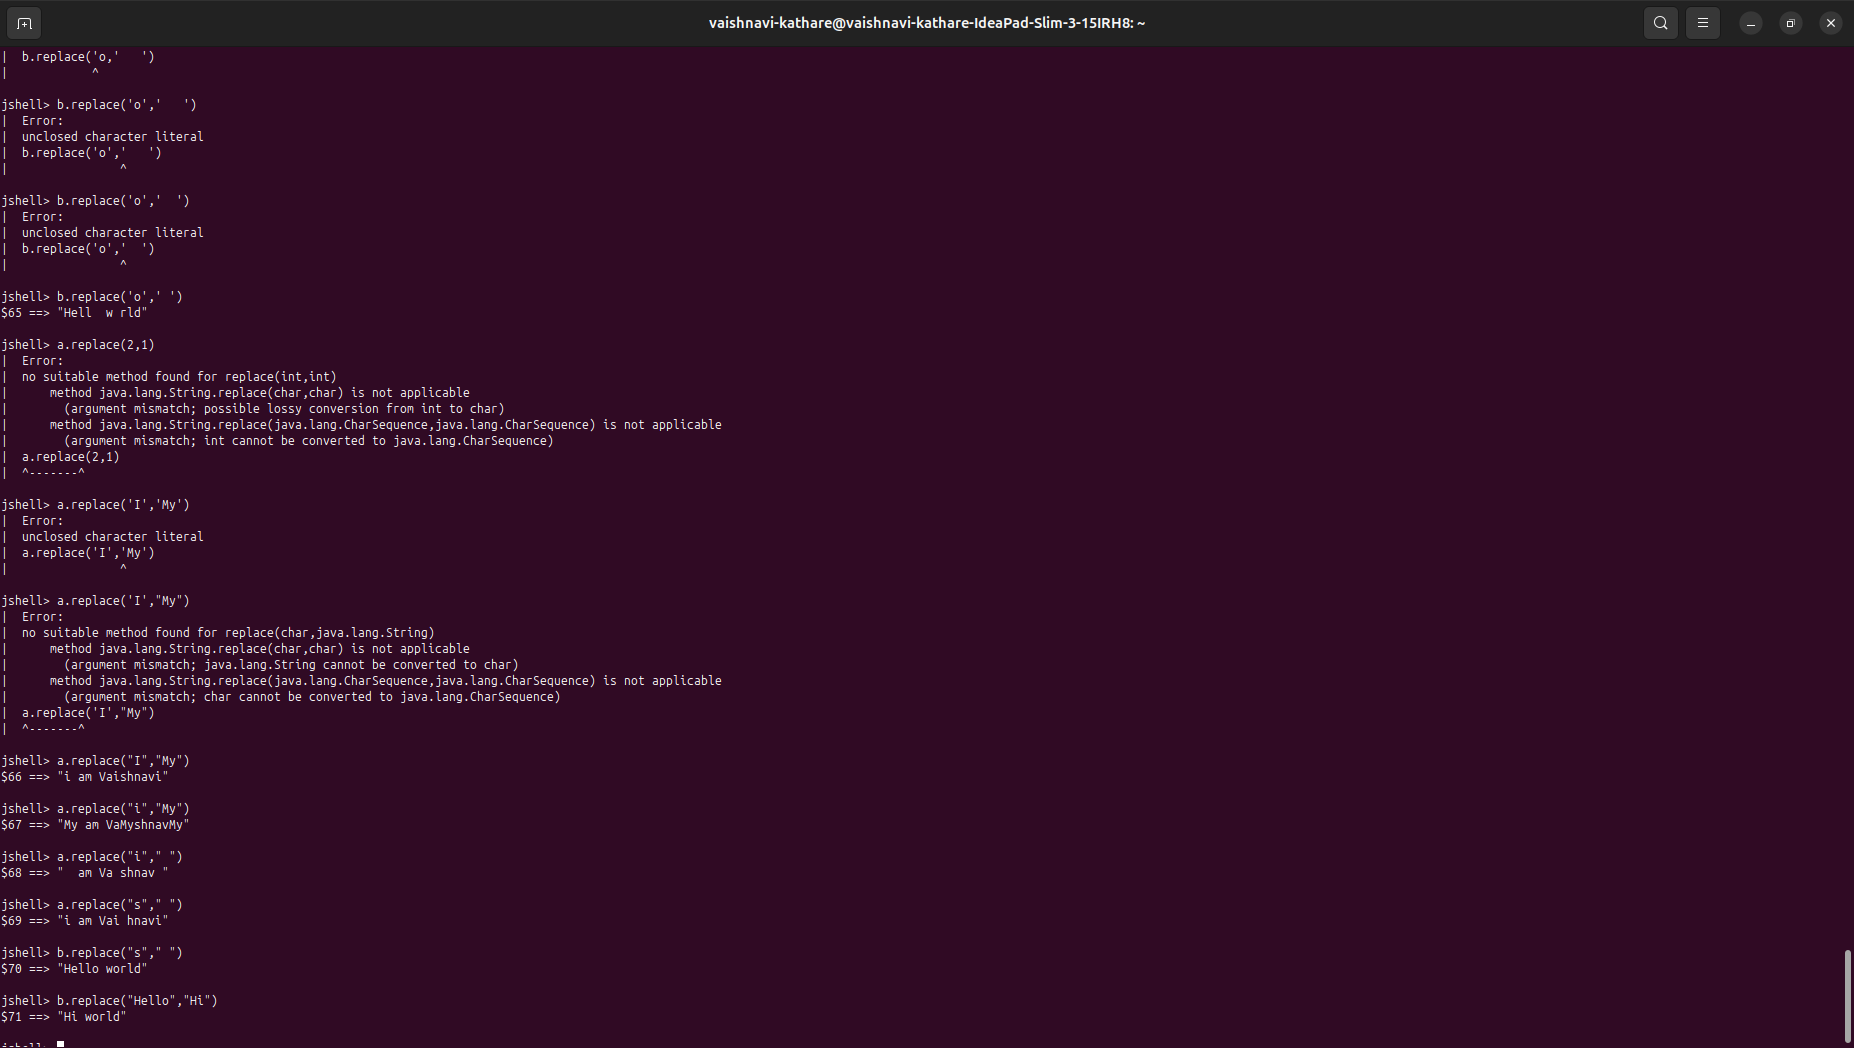 vaishnavi-kathare@vaishnavi-kathare-IdeaPad-Slim-3-15IRH8: ~
|  b.replace('o,'   ')
|            ^
jshell> b.replace('o','   ')
|  Error:
|  unclosed character literal
|  b.replace('o','   ')
|                ^
jshell> b.replace('o','  ')
|  Error:
|  unclosed character literal
|  b.replace('o','  ')
|                ^
jshell> b.replace('o',' ')
$65 ==> "Hell  w rld"
jshell> a.replace(2,1)
|  Error:
|  no suitable method found for replace(int,int)
|      method java.lang.String.replace(char,char) is not applicable
|        (argument mismatch; possible lossy conversion from int to char)
|      method java.lang.String.replace(java.lang.CharSequence,java.lang.CharSequence) is not applicable
|        (argument mismatch; int cannot be converted to java.lang.CharSequence)
|  a.replace(2,1)
|  ^-------^
jshell> a.replace('I','My')
|  Error:
|  unclosed character literal
|  a.replace('I','My')
|                ^
jshell> a.replace('I',"My")
|  Error:
|  no suitable method found for replace(char,java.lang.String)
|      method java.lang.String.replace(char,char) is not applicable
|        (argument mismatch; java.lang.String cannot be converted to char)
|      method java.lang.String.replace(java.lang.CharSequence,java.lang.CharSequence) is not applicable
|        (argument mismatch; char cannot be converted to java.lang.CharSequence)
|  a.replace('I',"My")
|  ^-------^
jshell> a.replace("I","My")
$66 ==> "i am Vaishnavi"
jshell> a.replace("i","My")
$67 ==> "My am VaMyshnavMy"
jshell> a.replace("i"," ")
$68 ==> "  am Va shnav "
jshell> a.replace("s"," ")
$69 ==> "i am Vai hnavi"
jshell> b.replace("s"," ")
$70 ==> "Hello world"
jshell> b.replace("Hello","Hi")
$71 ==> "Hi world"
jshell>